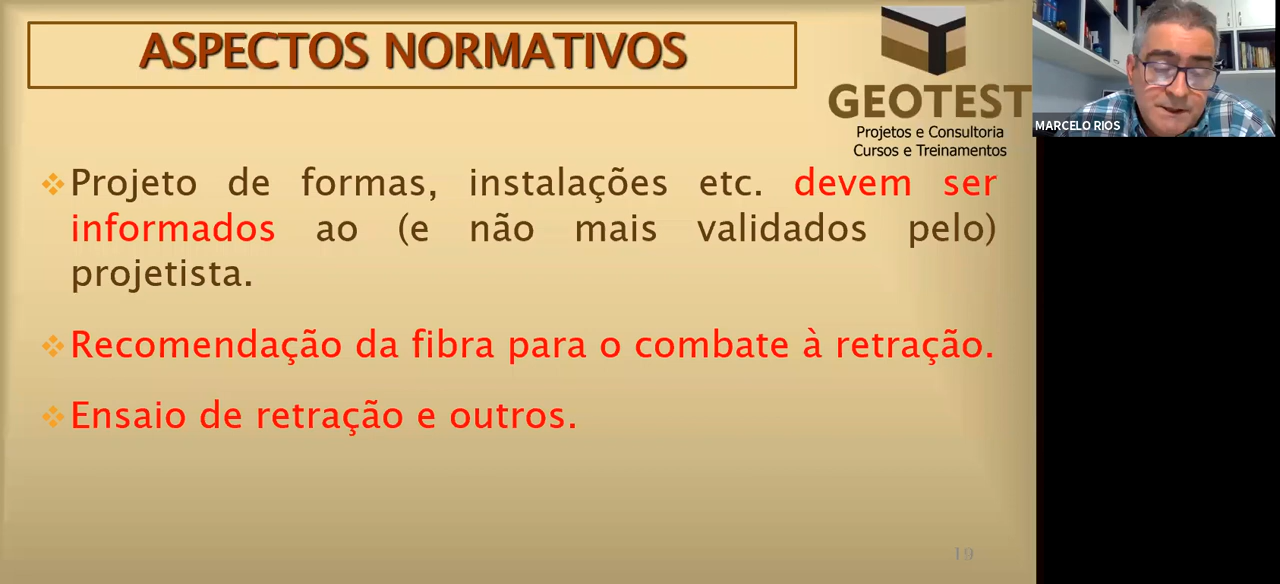 ASPECTOS NORMATIVOS
GEOTEST
Projetos e Consultoria
Cursos e Treinamentos
MARCELO RIOS
Projeto de formas, instalações etc. devem ser
informados ao (e não mais validados pelo)
projetista.
Recomendação da fibra para o combate à retração.
Ensaio de retração e outros.
19